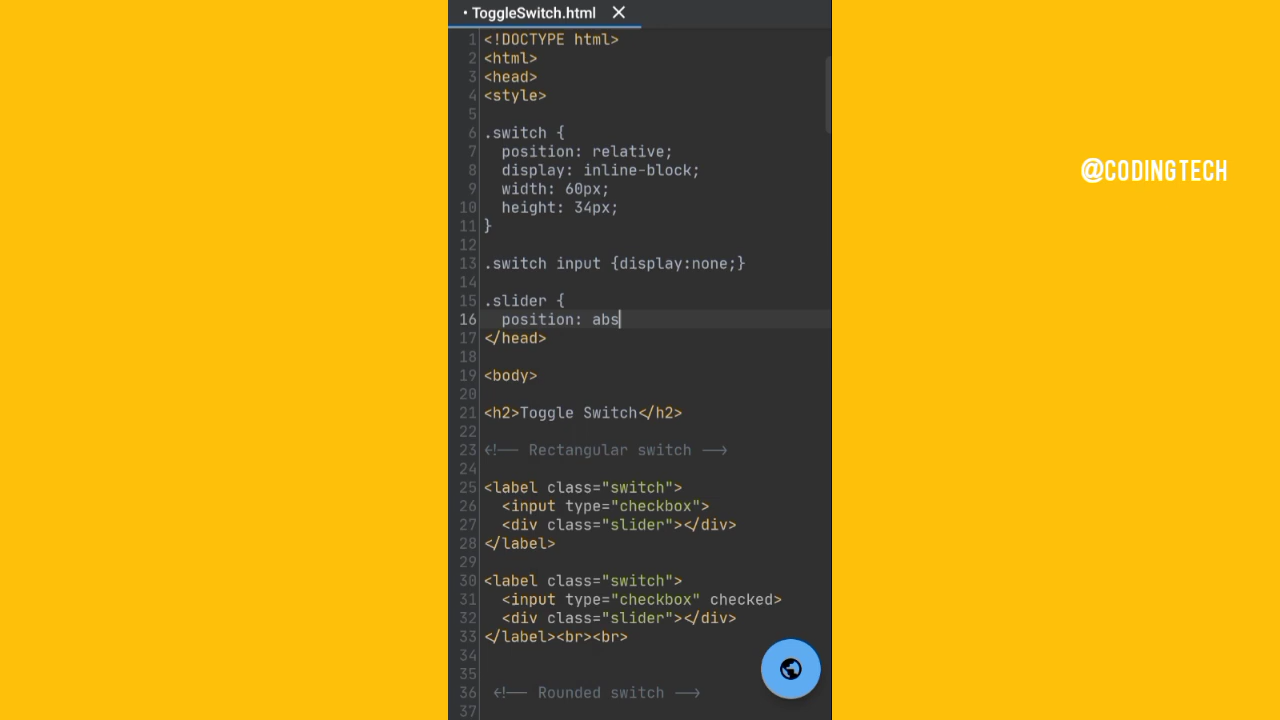 • ToggleSwitch.html ✕
1 <!DOCTYPE html>
2 <html>
3 <head>
4 <style>
5
6 .switch {
7   position: relative;
8   display: inline-block;
9   width: 60px;
10   height: 34px;
11 }
12
13 .switch input {display:none;}
14
15 .slider {
16   position: abs
17 </head>
18
19 <body>
20
21 <h2>Toggle Switch</h2>
22
23 <!-- Rectangular switch -->
24
25 <label class="switch">
26   <input type="checkbox">
27   <div class="slider"></div>
28 </label>
29
30 <label class="switch">
31   <input type="checkbox" checked>
32   <div class="slider"></div>
33 </label><br><br>
34
35
36  <!-- Rounded switch -->
37
@CODINGTECH